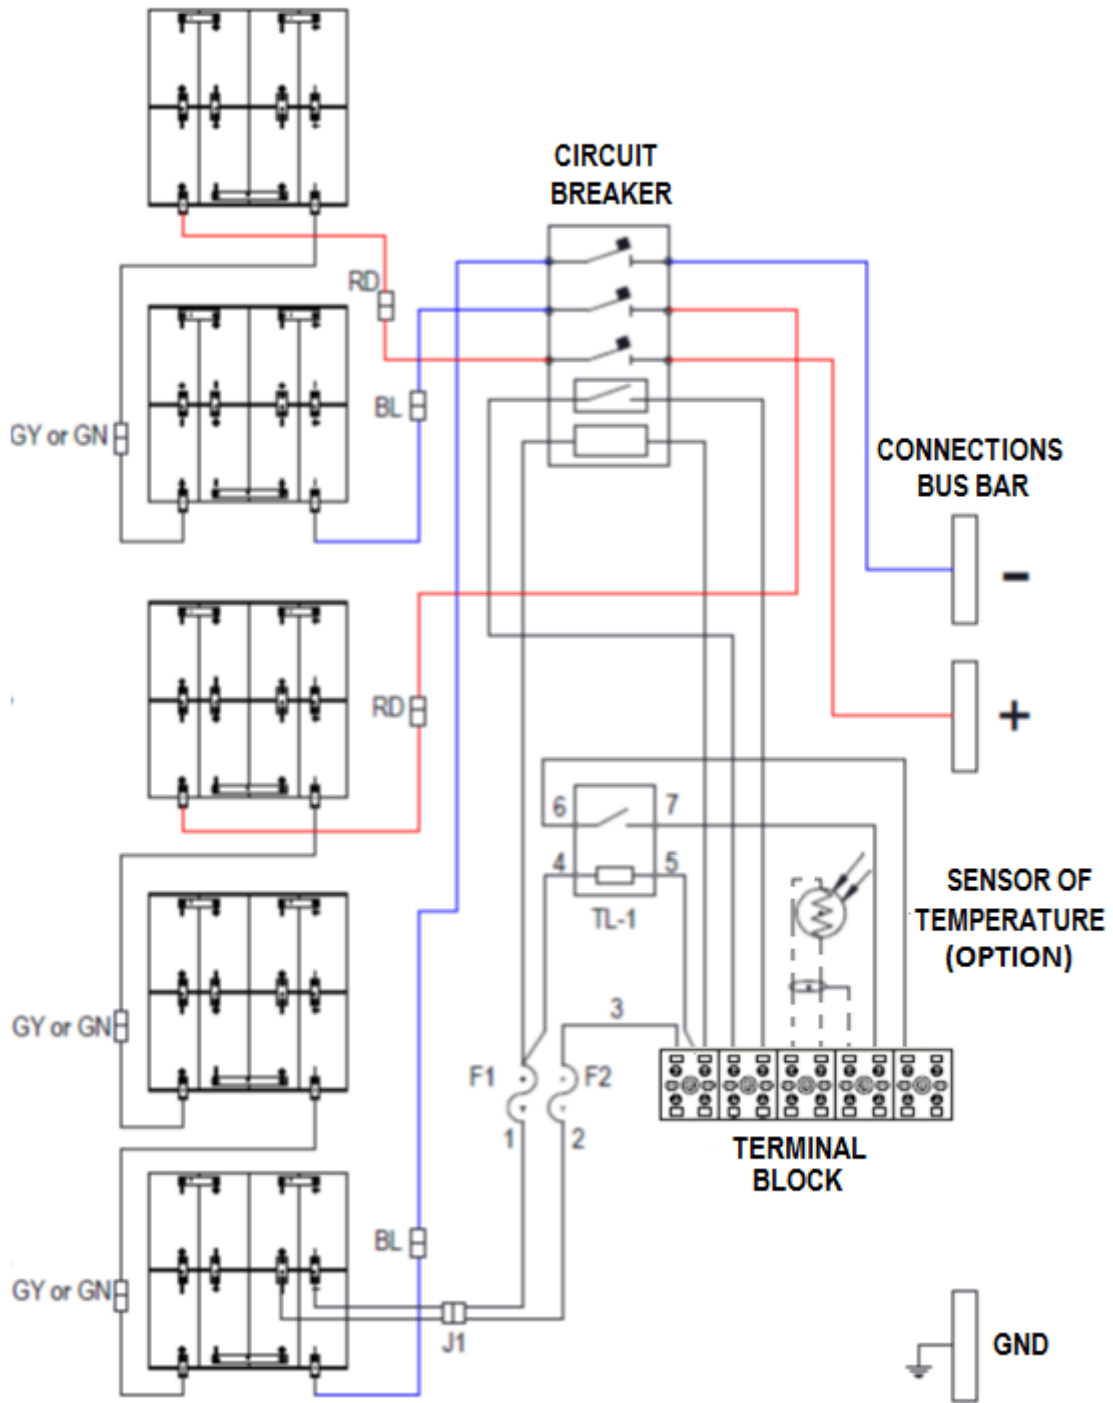 CIRCUIT
BREAKER
RD
BL
GY or GN
CONNECTIONS
BUS BAR
-
RD
+
6
7
4
5
TL-1
SENSOR OF
TEMPERATURE
(OPTION)
GY or GN
3
F1
F2
1
2
TERMINAL
BLOCK
BL
GY or GN
J1
GND